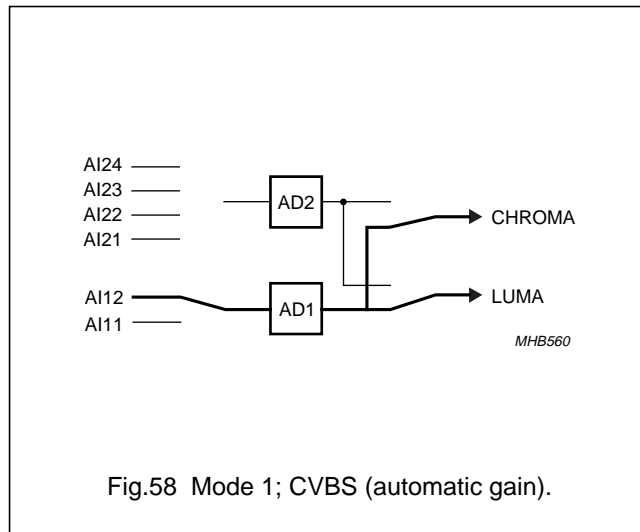 AI24
AI23
AI22
AI21
AD2
CHROMA
AI12
AI11
AD1
LUMA
MHB560
Fig.58 Mode 1; CVBS (automatic gain).